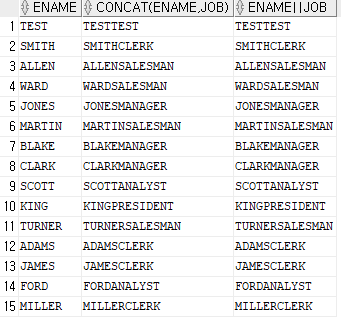 ENAME CONCAT(ENAME,JOB) ENAME||JOB
1 TEST TESTTEST TESTTEST
2 SMITH SMITHCLERK SMITHCLERK
3 ALLEN ALLENSALESMAN ALLENSALESMAN
4 WARD WARDSALESMAN WARDSALESMAN
5 JONES JONESMANAGER JONESMANAGER
6 MARTIN MARTINSALESMAN MARTINSALESMAN
7 BLAKE BLAKEMANAGER BLAKEMANAGER
8 CLARK CLARKMANAGER CLARKMANAGER
9 SCOTT SCOTTANALYST SCOTTANALYST
10 KING KINGPRESIDENT KINGPRESIDENT
11 TURNER TURNERSALESMAN TURNERSALESMAN
12 ADAMS ADAMSCLERK ADAMSCLERK
13 JAMES JAMESCLERK JAMESCLERK
14 FORD FORDANALYST FORDANALYST
15 MILLER MILLERCLERK MILLERCLERK